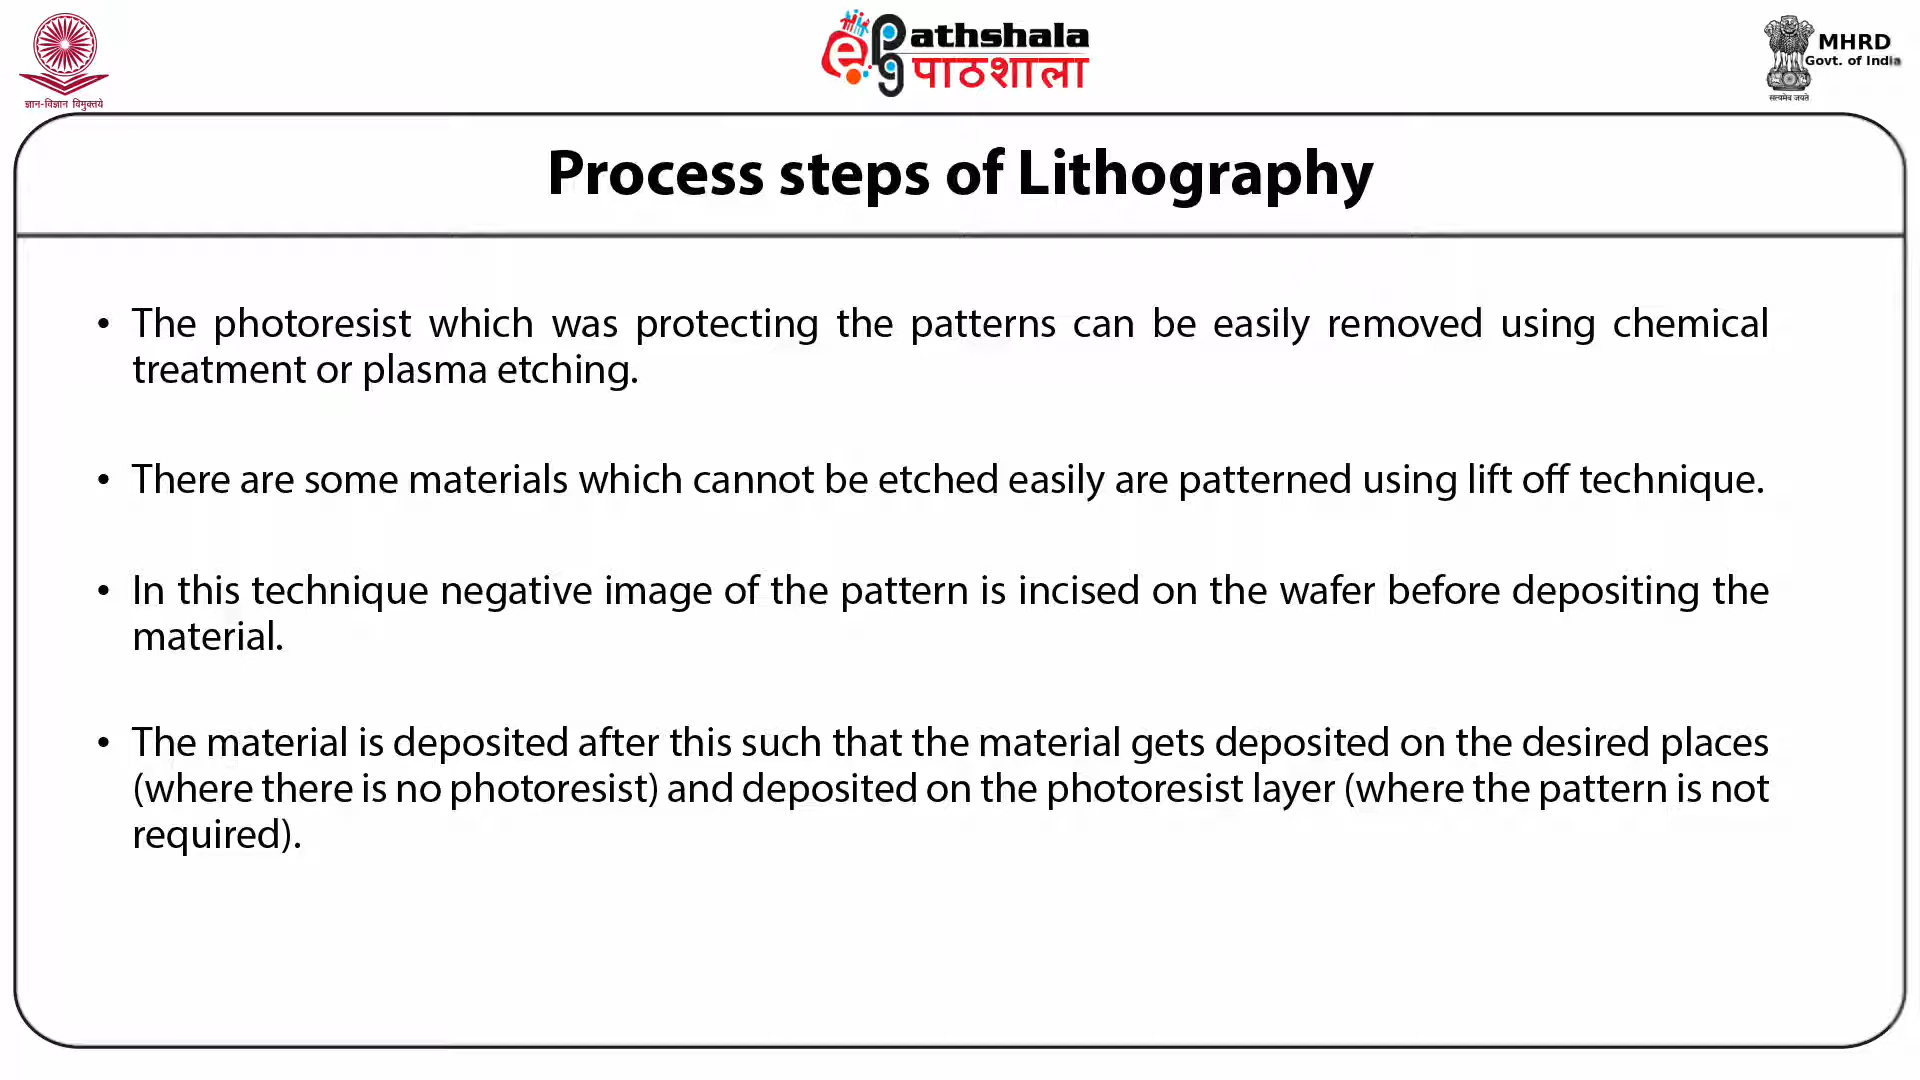 ज्ञान-विज्ञान विमुक्तये
ePathshala
पाठशाला
MHRD
Govt. of India
सत्यमेव जयते
Process steps of Lithography
• The photoresist which was protecting the patterns can be easily removed using chemical
treatment or plasma etching.
• There are some materials which cannot be etched easily are patterned using lift off technique.
• In this technique negative image of the pattern is incised on the wafer before depositing the
material.
• The material is deposited after this such that the material gets deposited on the desired places
(where there is no photoresist) and deposited on the photoresist layer (where the pattern is not
required).